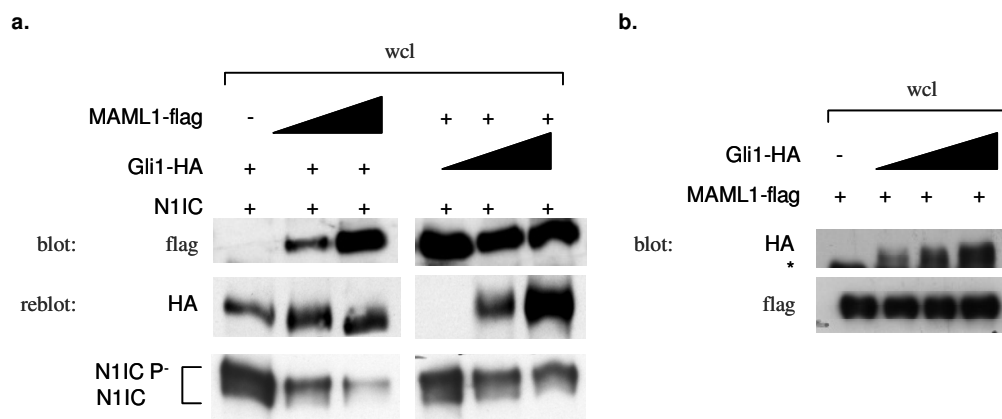 a.
wcl
MAML1-flag - + + +
Gli1-HA + + +
N1IC + + + + + +
blot: flag
reblot: HA
N1IC P-
N1IC
b.
wcl
Gli1-HA -
MAML1-flag + + + +
blot: HA
*
flag